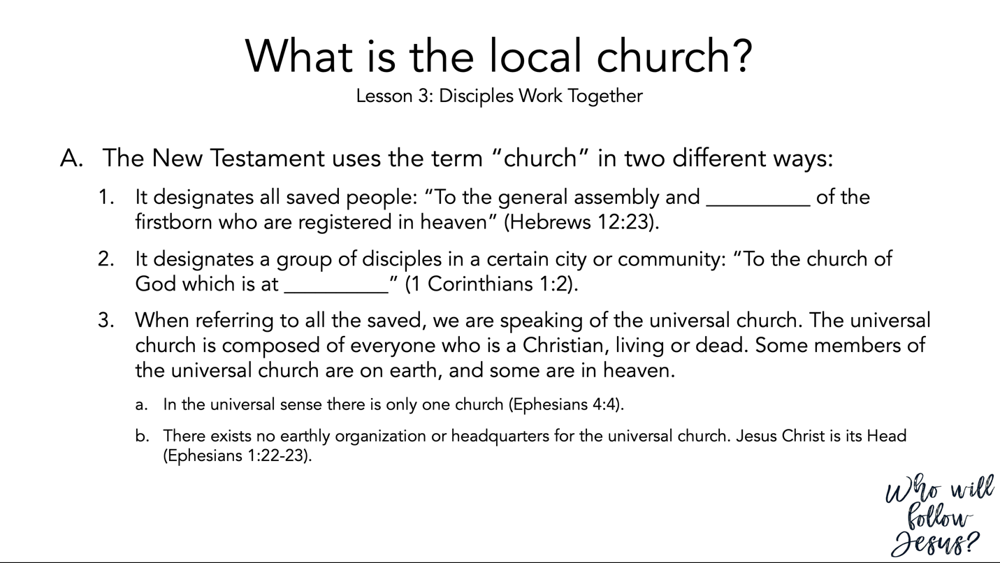 What is the local church?
Lesson 3: Disciples Work Together
A. The New Testament uses the term “church” in two different ways:
1. It designates all saved people: “To the general assembly and __________ of the
firstborn who are registered in heaven” (Hebrews 12:23).
2. It designates a group of disciples in a certain city or community: “To the church of
God which is at __________” (1 Corinthians 1:2).
3. When referring to all the saved, we are speaking of the universal church. The universal
church is composed of everyone who is a Christian, living or dead. Some members of
the universal church are on earth, and some are in heaven.
a. In the universal sense there is only one church (Ephesians 4:4).
b. There exists no earthly organization or headquarters for the universal church. Jesus Christ is its Head
(Ephesians 1:22-23).
Who will
follow
Jesus?